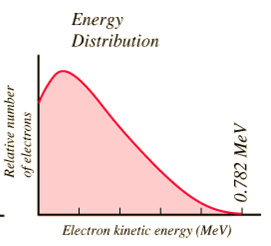 Energy
Distribution
Relative number
of electrons
0.782 MeV
Electron kinetic energy (MeV)